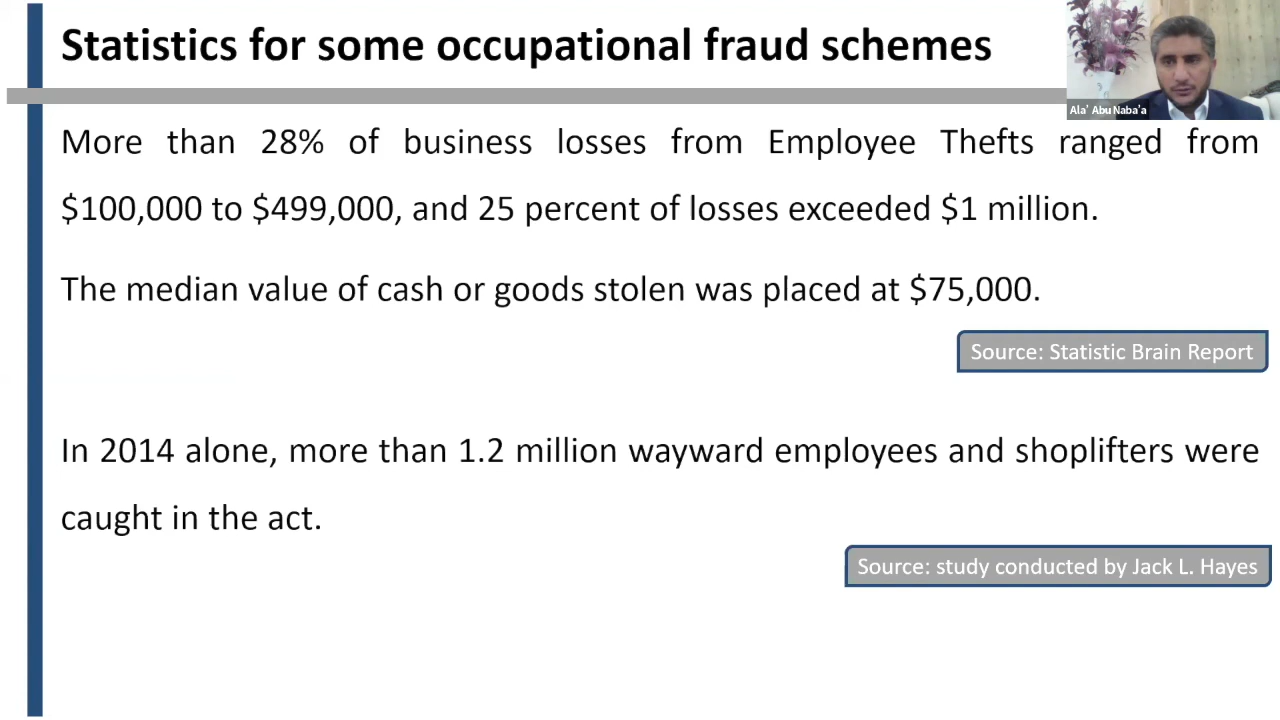 Statistics for some occupational fraud schemes
Ala' Abu Naba'a
More than 28% of business losses from Employee Thefts ranged from
$100,000 to $499,000, and 25 percent of losses exceeded $1 million.
The median value of cash or goods stolen was placed at $75,000.
Source: Statistic Brain Report
In 2014 alone, more than 1.2 million wayward employees and shoplifters were
caught in the act.
Source: study conducted by Jack L. Hayes